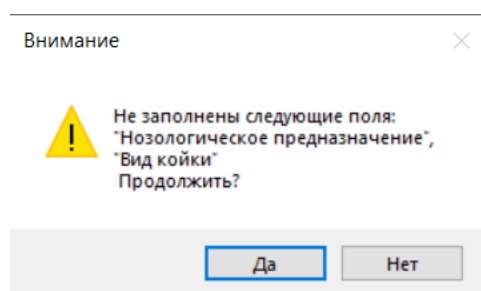 Внимание
Не заполнены следующие поля:
"Нозологическое предназначение",
"Вид койки"
Продолжить?
Да
Нет